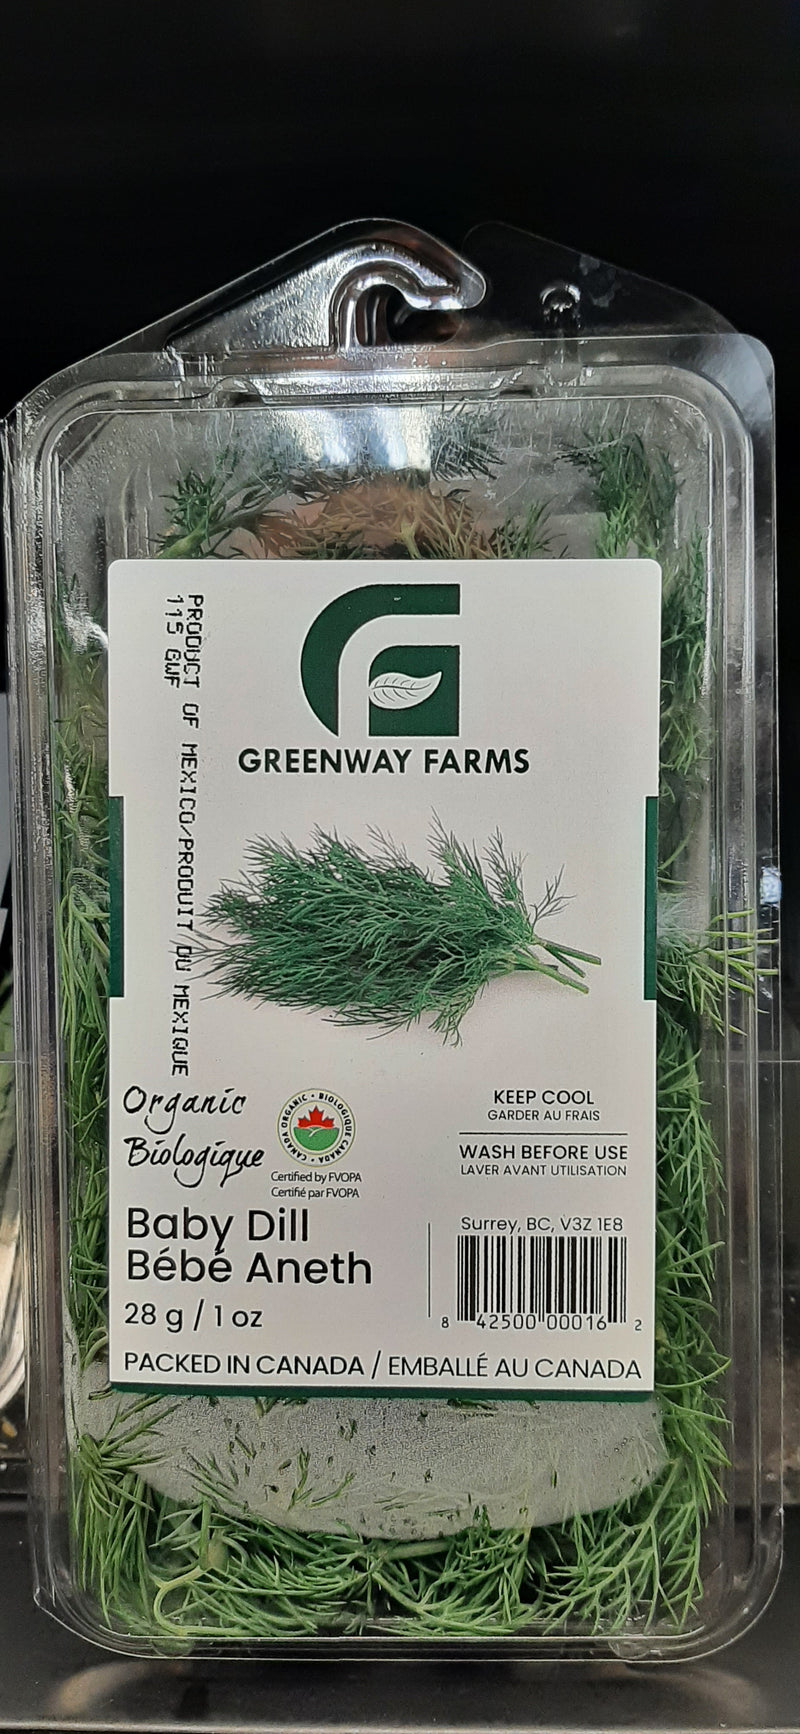 GREENWAY FARMS
PRODUCT OF MEXICO/PRODUIT DU MEXIQUE
115 GWF
Organic
Biologique
CANADA ORGANIC • BIOLOGIQUE CANADA •
Certified by FVOPA
Certifié par FVOPA
KEEP COOL
GARDER AU FRAIS
WASH BEFORE USE
LAVER AVANT UTILISATION
Baby Dill
Bébé Aneth
28 g / 1 oz
Surrey, BC, V3Z 1E8
8 42500 00016 2
PACKED IN CANADA / EMBALLÉ AU CANADA